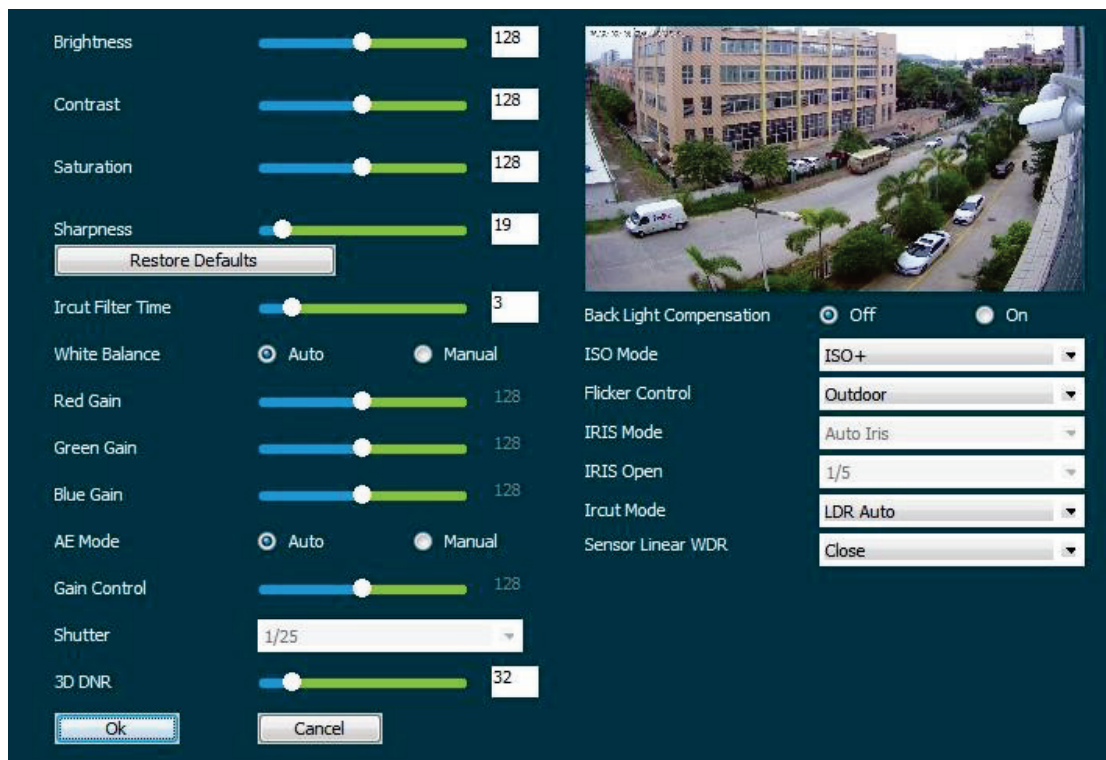 Brightness 128
Contrast 128
Saturation 128
Sharpness 19
Restore Defaults
Ircut Filter Time 3
White Balance Auto Manual
Red Gain 128
Green Gain 128
Blue Gain 128
AE Mode Auto Manual
Gain Control 128
Shutter 1/25
3D DNR 32
Ok Cancel
Back Light Compensation Off On
ISO Mode ISO+
Flicker Control Outdoor
IRIS Mode Auto Iris
IRIS Open 1/5
Ircut Mode LDR Auto
Sensor Linear WDR Close